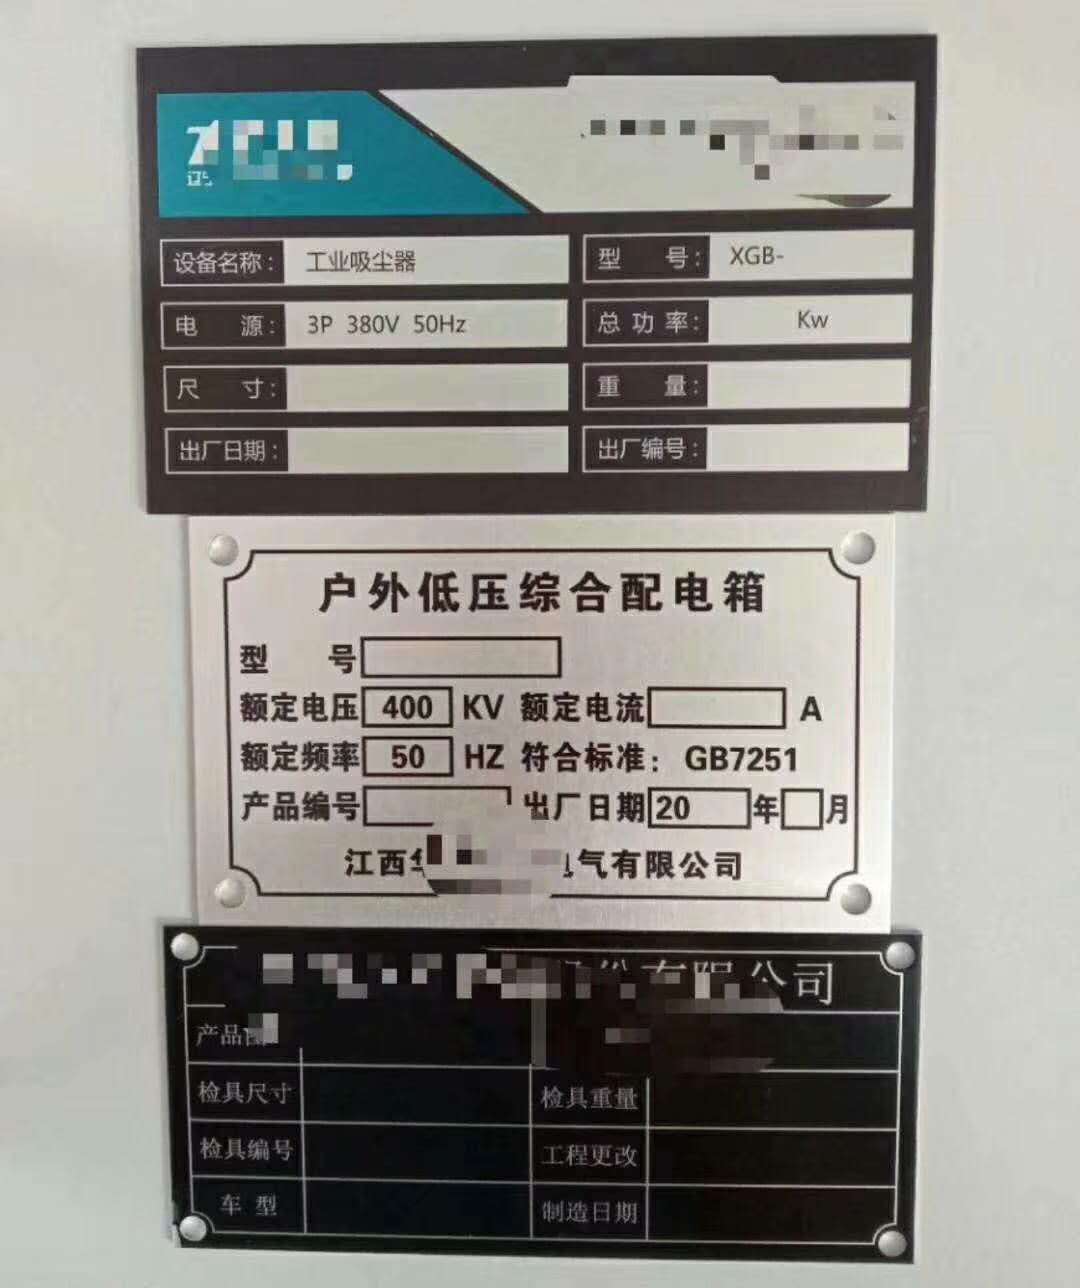 设备名称： 工业吸尘器 型 号： XGB-
电 源： 3P 380V 50Hz 总 功 率： Kw
尺 寸： 重 量：
出厂日期： 出厂编号：
户外低压综合配电箱
型 号
额定电压 400 KV 额定电流 A
额定频率 50 HZ 符合标准： GB7251
产品编号 出厂日期 20 年 月
江西 气有限公司
份有限公司
产品
检具尺寸 检具重量
检具编号 工程更改
车 型 制造日期